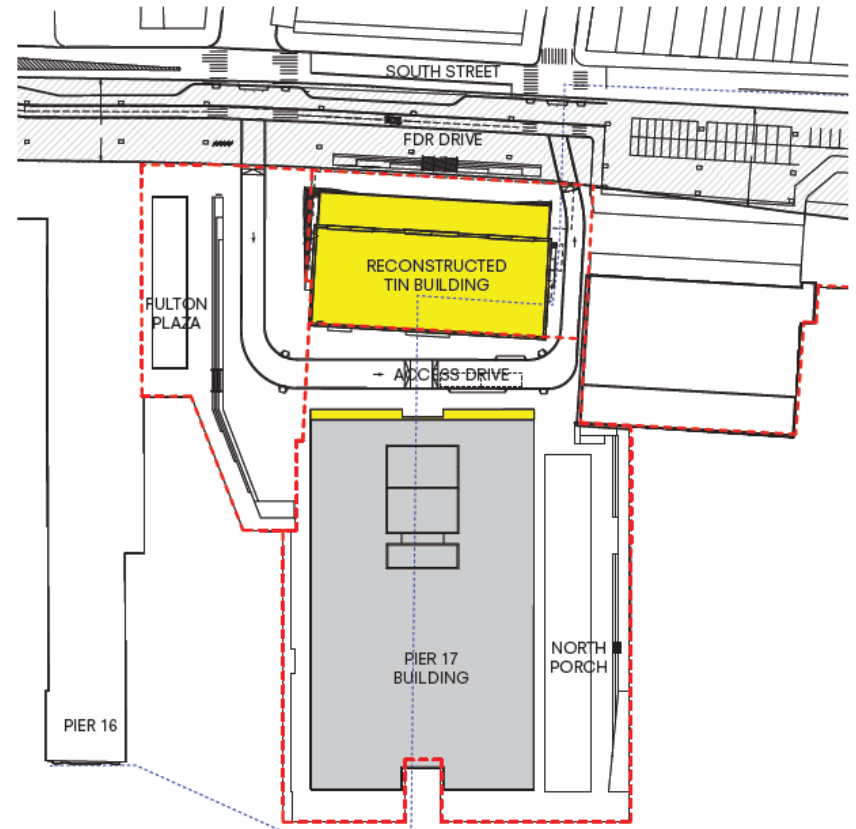 SOUTH STREET
FDR DRIVE
RECONSTRUCTED
TIN BUILDING
FULTON
PLAZA
ACCESS DRIVE
PIER 17
BUILDING
NORTH
PORCH
PIER 16